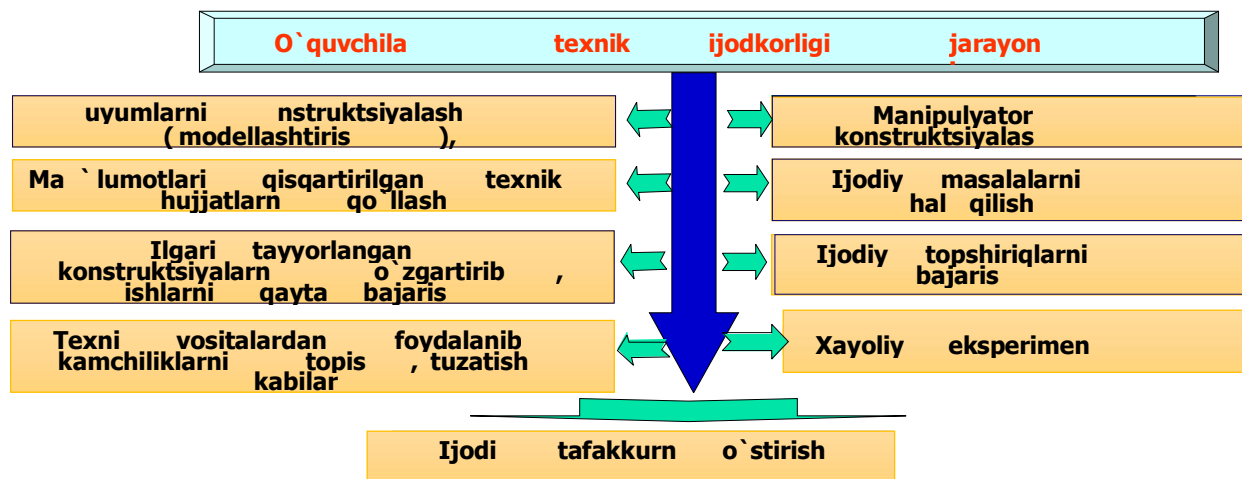 O`quvchila texnik ijodkorligi jarayon
uyumlarni nstruktsiyalash
(modellashtiris ),
Ma `lumotlari qisqartirilgan texnik
hujjatlarn qo`llash
Ilgari tayyorlangan
konstruktsiyalarn o`zgartirib ,
ishlarni qayta bajaris
Texni vositalardan foydalanib
kamchiliklarni topis , tuzatish
kabilar
Manipulyator
konstruktsiyalas
Ijodiy masalalarni
hal qilish
Ijodiy topshiriqlarni
bajaris
Xayoliy eksperimen
Ijodi tafakkurn o`stirish